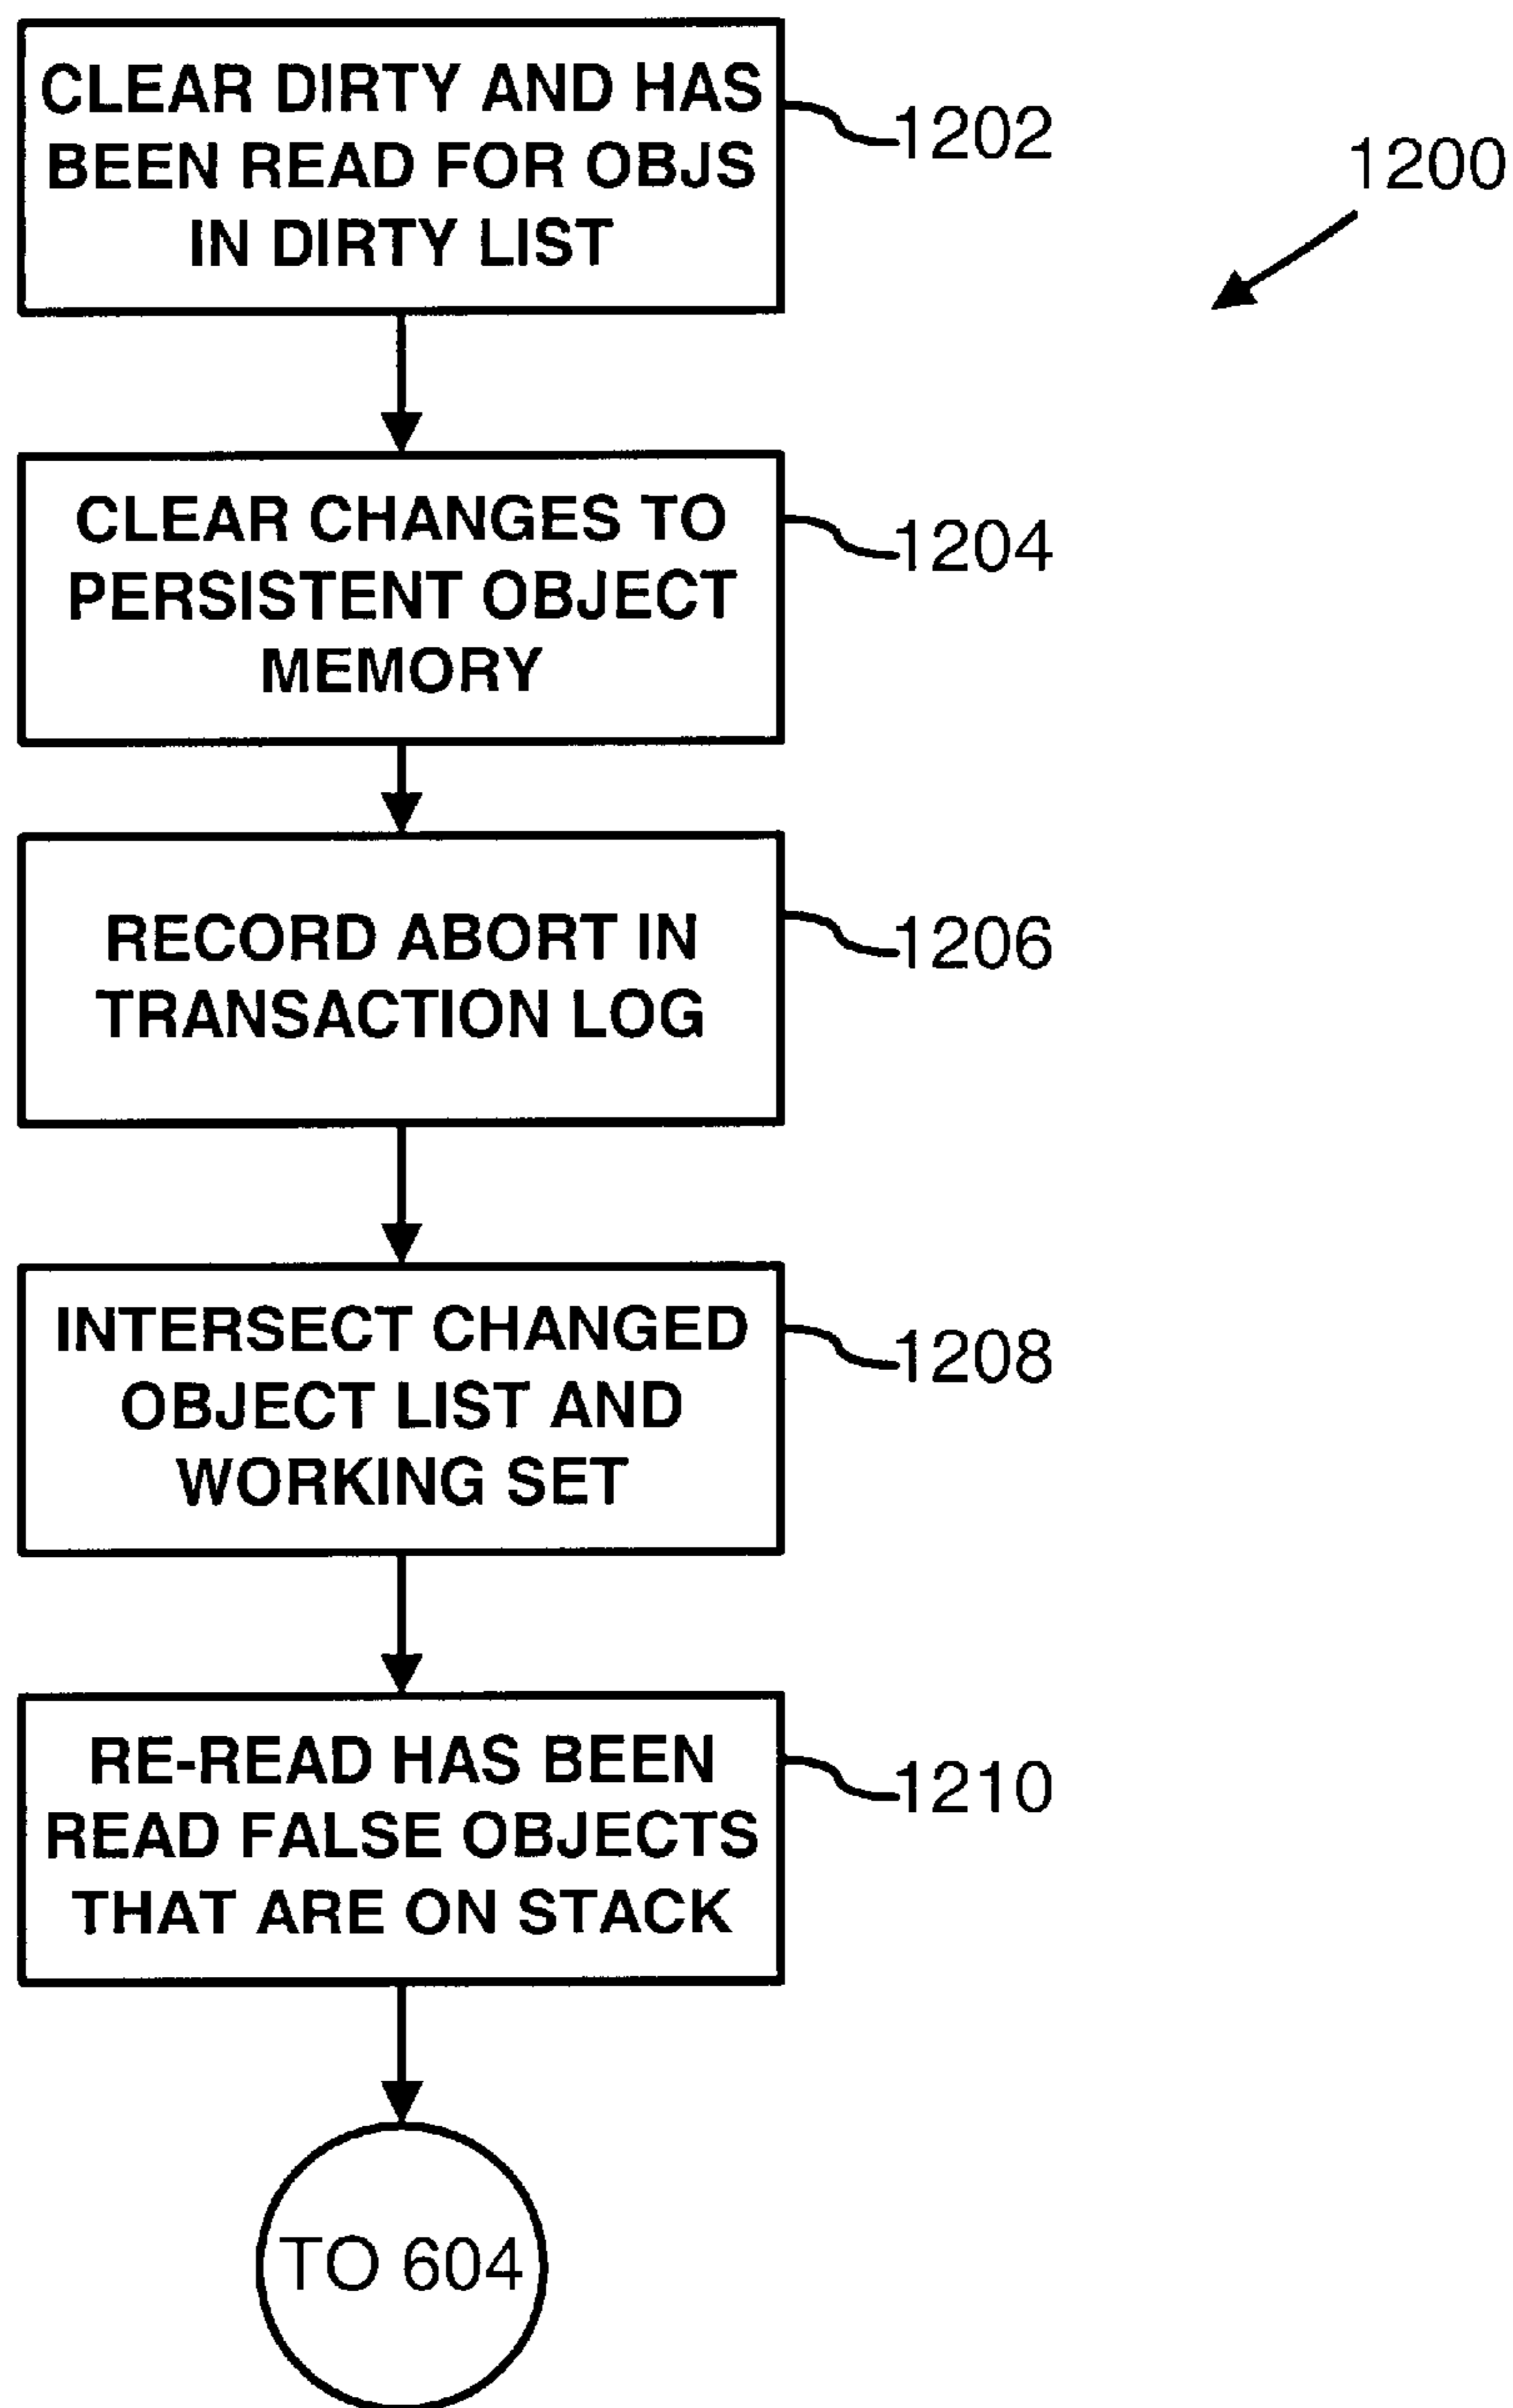 CLEAR DIRTY AND HAS
BEEN READ FOR OBJS
IN DIRTY LIST
1202
1200
CLEAR CHANGES TO
PERSISTENT OBJECT
MEMORY
1204
RECORD ABORT IN
TRANSACTION LOG
1206
INTERSECT CHANGED
OBJECT LIST AND
WORKING SET
1208
RE-READ HAS BEEN
READ FALSE OBJECTS
THAT ARE ON STACK
1210
TO 604